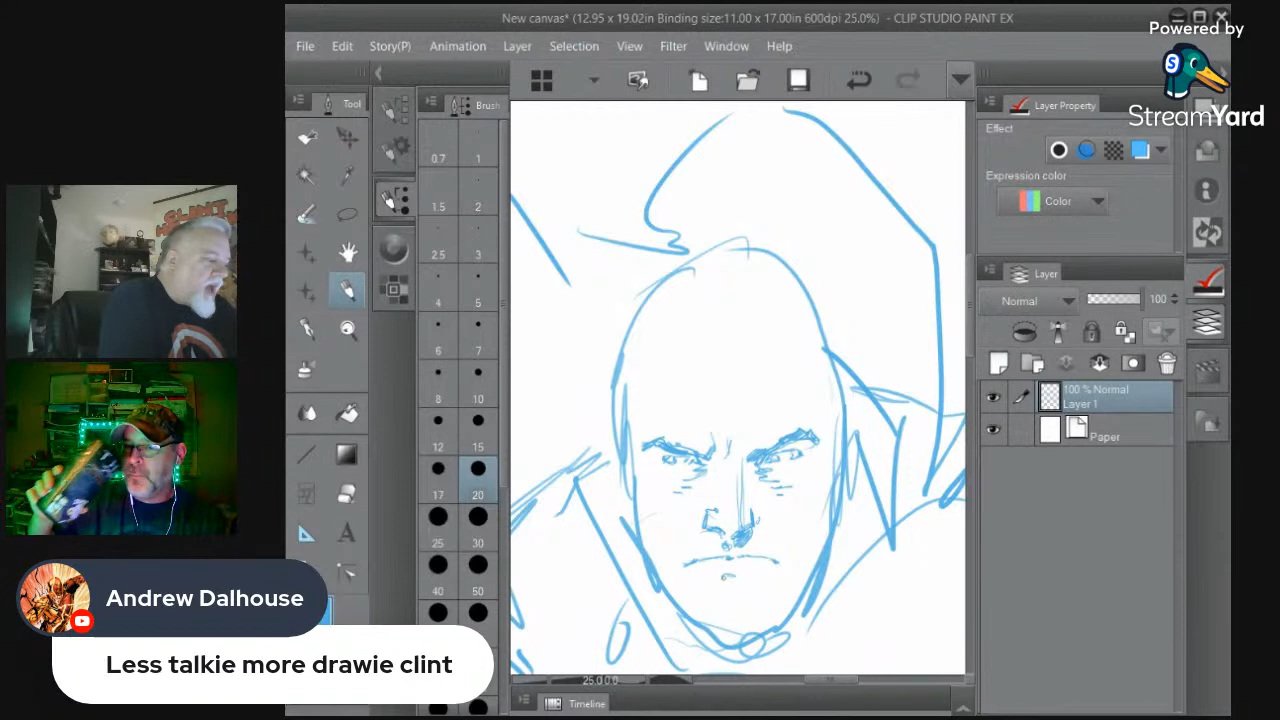 New canvas* (12.95 x 19.02in Binding size:11.00 x 17.00in 600dpi 25.0%) - CLIP STUDIO PAINT EX
Powered by
S
StreamYard
File Edit Story(P) Animation Layer Selection View Filter Window Help
Tool
Brush
Layer Property
Effect
Expression color
Color
0.7 1
1.5 2
2.5 3
4 5
6 7
8 10
12 15
17 20
25 30
40 50
Layer
Normal 100
100 % Normal
Layer 1
Paper
A
25.0 0.0
Timeline
Andrew Dalhouse
Less talkie more drawie clint